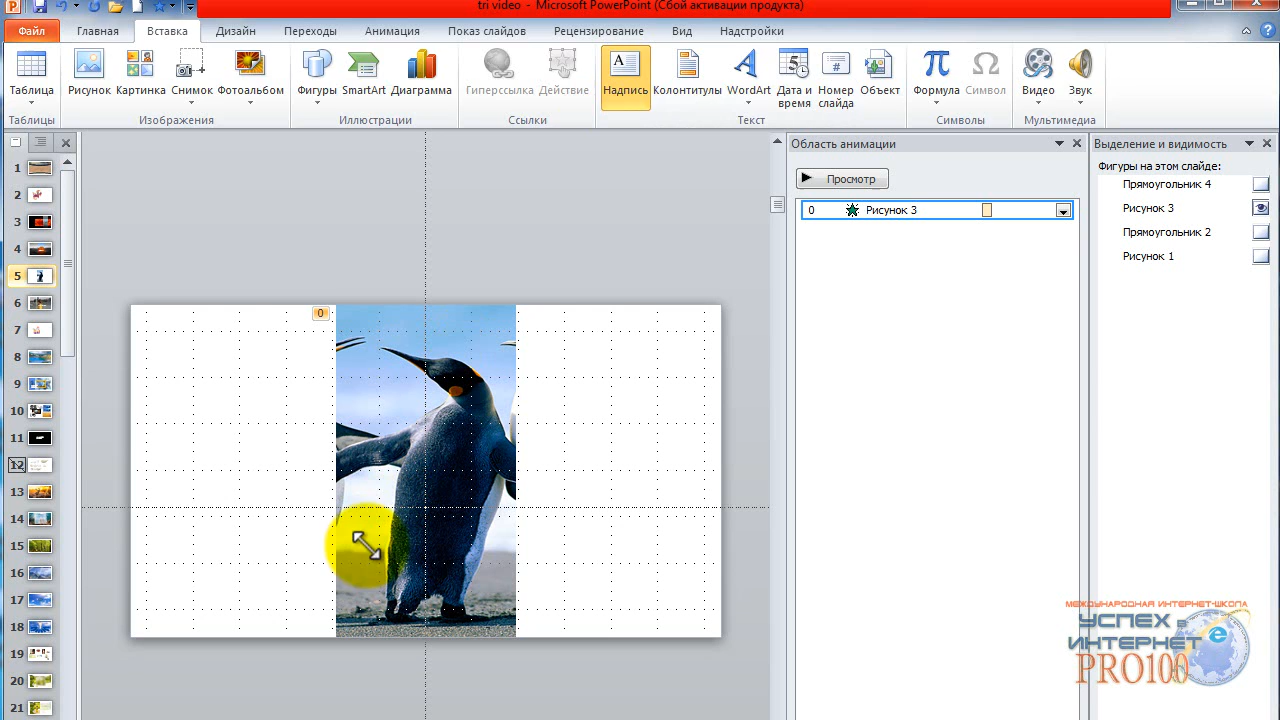 tri video - Microsoft PowerPoint (Сбой активации продукта)
Файл Главная Вставка Дизайн Переходы Анимация Показ слайдов Рецензирование Вид Надстройки
Таблица Рисунок Картинка Снимок Фотоальбом Фигуры SmartArt Диаграмма Гиперссылка Действие Надпись Колонтитулы WordArt Дата и время Номер слайда Объект Формула Символ Видео Звук
Таблицы Изображения Иллюстрации Ссылки Текст Символы Мультимедиа
1
2
3
4
5
6
7
8
9
10
11
12
13
14
15
16
17
18
19
20
21
0
Область анимации
Просмотр
0 Рисунок 3
Выделение и видимость
Фигуры на этом слайде:
Прямоугольник 4
Рисунок 3
Прямоугольник 2
Рисунок 1
МЕЖДУНАРОДНАЯ ИНТЕРНЕТ-ШКОЛА
УСПЕХ в
ИНТЕРНЕТ
PRO100